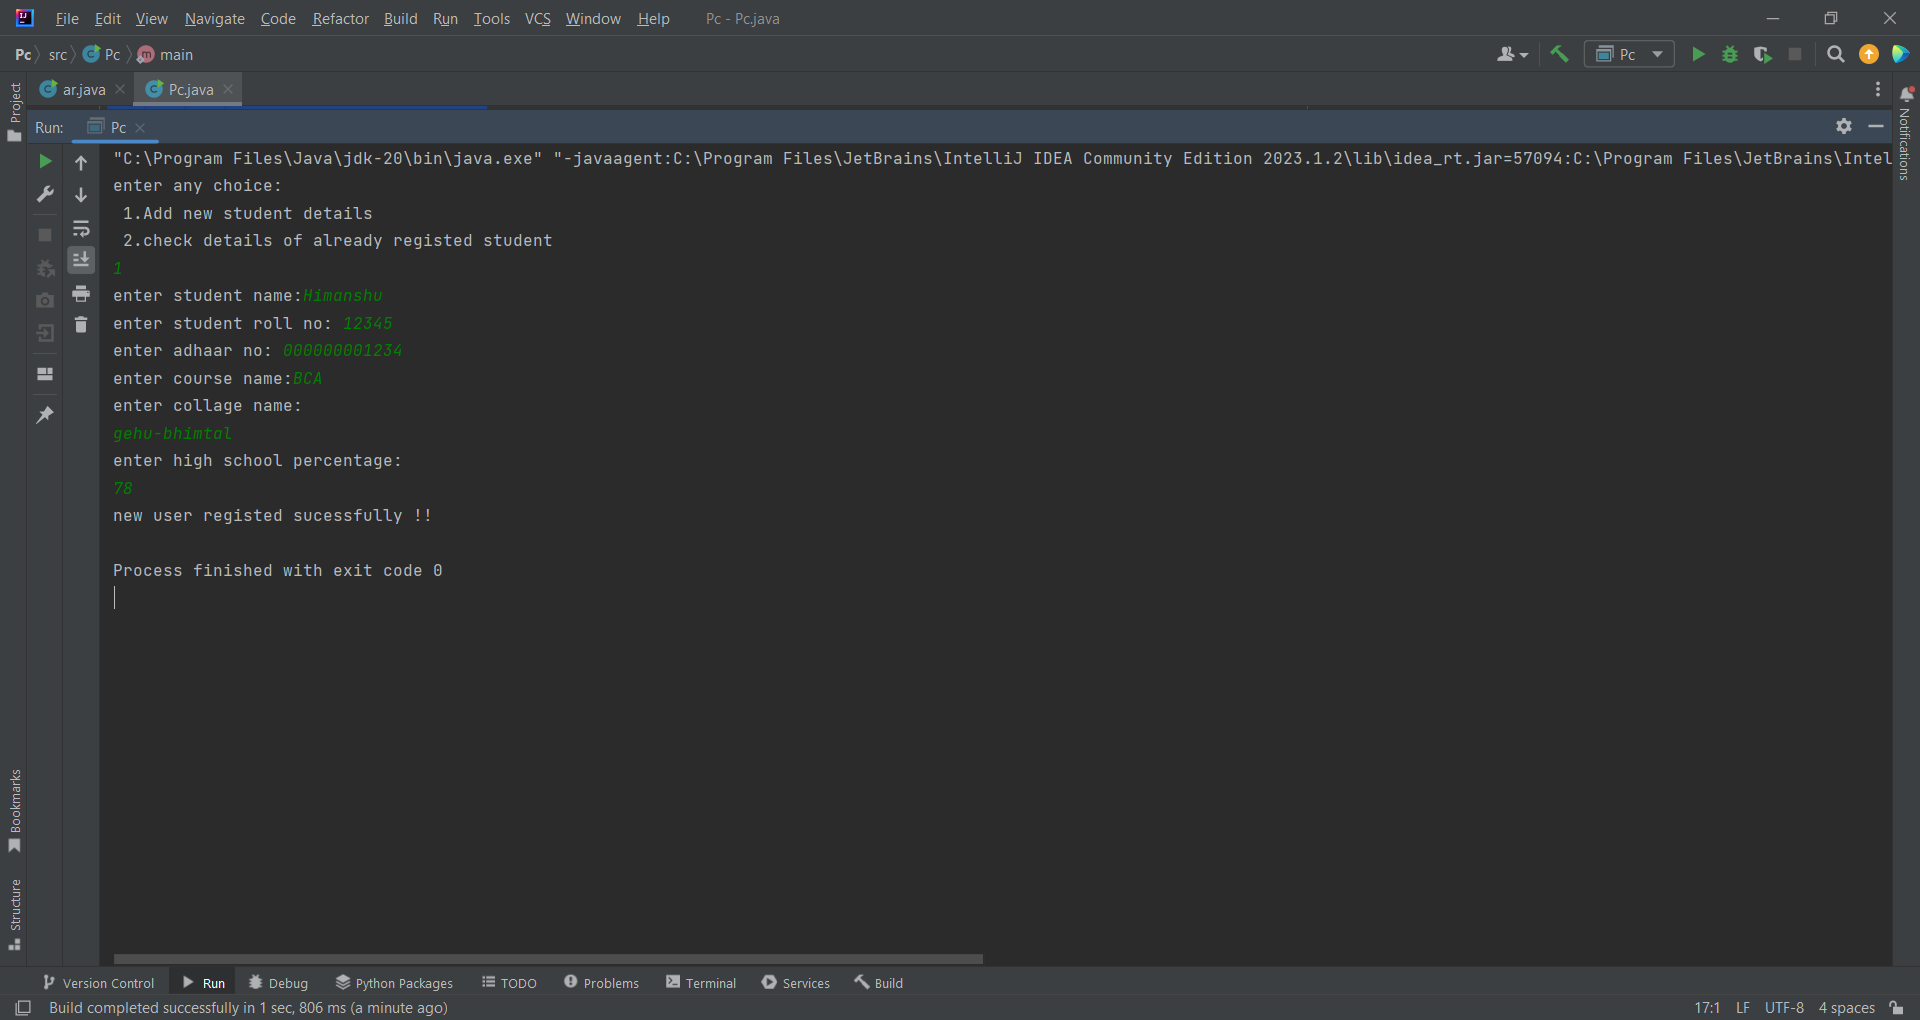 File Edit View Navigate Code Refactor Build Run Tools VCS Window Help Pc - Pc.java
Pc src Pc m main Pc
ar.java Pc.java
Project
Notifications
Run: Pc
"C:\Program Files\Java\jdk-20\bin\java.exe" "-javaagent:C:\Program Files\JetBrains\IntelliJ IDEA Community Edition 2023.1.2\lib\idea_rt.jar=57094:C:\Program Files\JetBrains\Intel
enter any choice:
1.Add new student details
2.check details of already registed student
1
enter student name:Himanshu
enter student roll no: 12345
enter adhaar no: 000000001234
enter course name:BCA
enter collage name:
gehu-bhimtal
enter high school percentage:
78
new user registed sucessfully !!
Process finished with exit code 0
Bookmarks
Structure
Version Control Run Debug Python Packages TODO Problems Terminal Services Build
Build completed successfully in 1 sec, 806 ms (a minute ago) 17:1 LF UTF-8 4 spaces